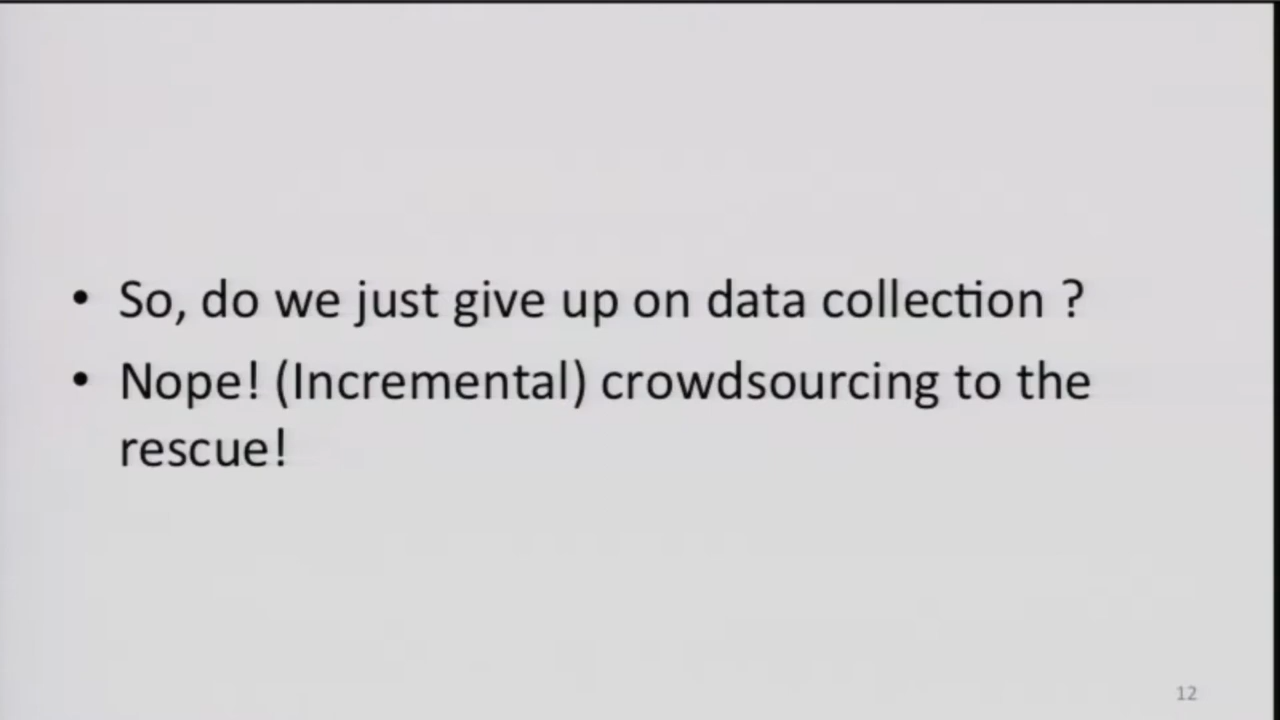 • So, do we just give up on data collection ?
• Nope! (Incremental) crowdsourcing to the
rescue!
12